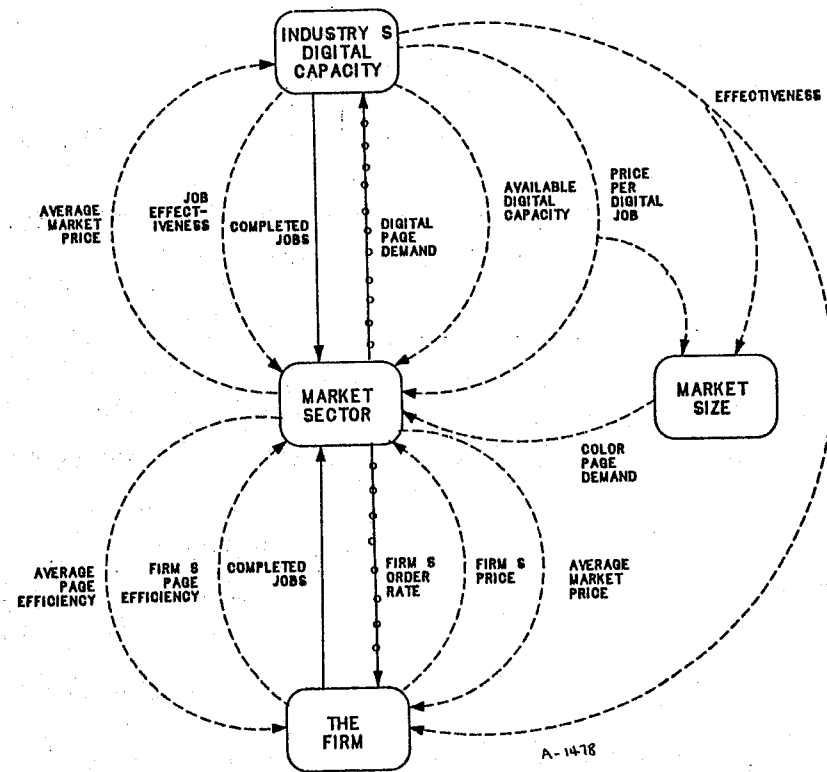 INDUSTRY S
DIGITAL
CAPACITY
EFFECTIVENESS
AVERAGE
MARKET
PRICE
JOB
EFFECT-
IVENESS
COMPLETED
JOBS
DIGITAL
PAGE
DEMAND
AVAILABLE
DIGITAL
CAPACITY
PRICE
PER
DIGITAL
JOB
MARKET
SECTOR
MARKET
SIZE
COLOR
PAGE
DEMAND
AVERAGE
PAGE
EFFICIENCY
FIRM S
PAGE
EFFICIENCY
COMPLETED
JOBS
FIRM S
ORDER
RATE
FIRM S
PRICE
AVERAGE
MARKET
PRICE
THE
FIRM
A-1478